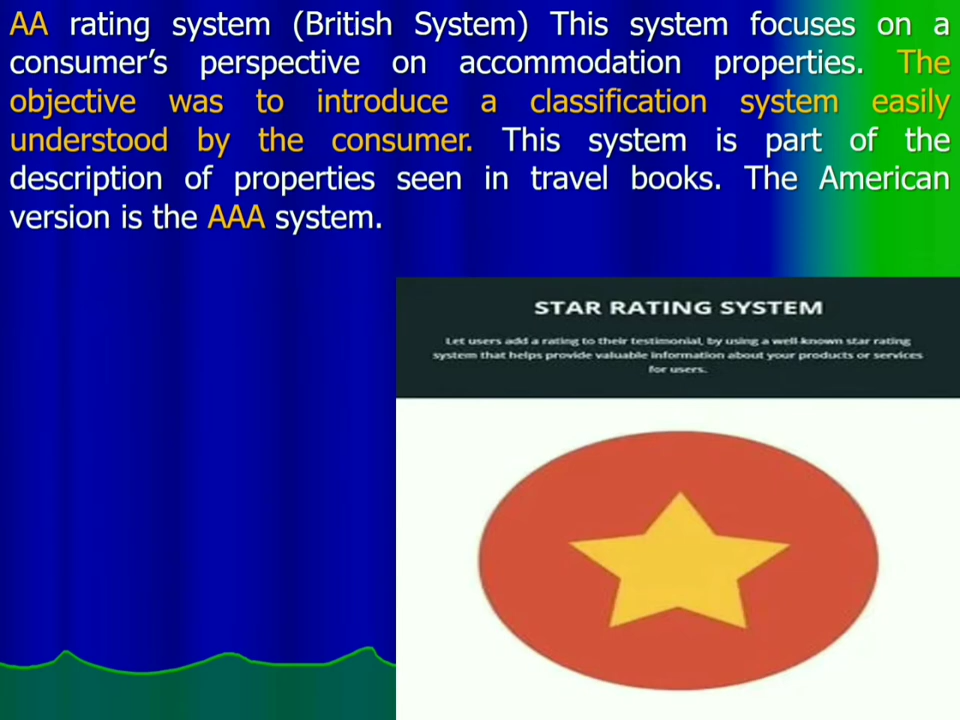 AA rating system (British System) This system focuses on a
consumer’s perspective on accommodation properties. The
objective was to introduce a classification system easily
understood by the consumer. This system is part of the
description of properties seen in travel books. The American
version is the AAA system.
STAR RATING SYSTEM
Let users add a rating to their testimonial, by using a well-known star rating
system that helps provide valuable information about your products or services
for users.